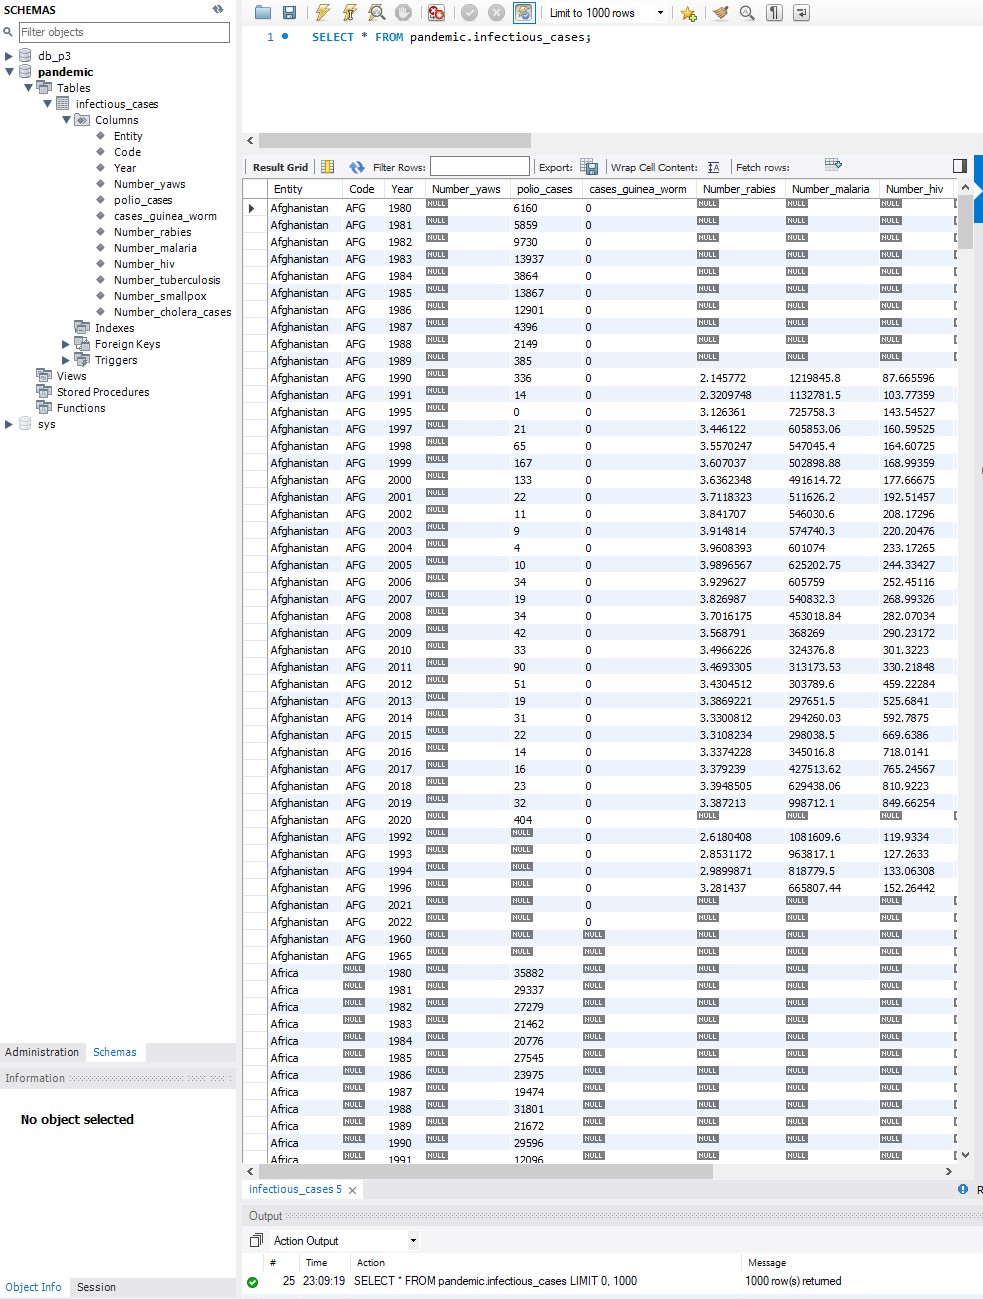 SCHEMAS
Filter objects
db_p3
pandemic
Tables
infectious_cases
Columns
Entity
Code
Year
Number_yaws
polio_cases
cases_guinea_worm
Number_rabies
Number_malaria
Number_hiv
Number_tuberculosis
Number_smallpox
Number_cholera_cases
Indexes
Foreign Keys
Triggers
Views
Stored Procedures
Functions
sys
Administration Schemas
Information
No object selected
Object Info Session
Limit to 1000 rows
1 SELECT * FROM pandemic.infectious_cases;
Result Grid Filter Rows: Export: Wrap Cell Content: Fetch rows:
Entity Code Year Number_yaws polio_cases cases_guinea_worm Number_rabies Number_malaria Number_hiv
Afghanistan AFG 1980 NULL 6160 0 NULL NULL NULL
Afghanistan AFG 1981 NULL 5859 0 NULL NULL NULL
Afghanistan AFG 1982 NULL 9730 0 NULL NULL NULL
Afghanistan AFG 1983 NULL 13937 0 NULL NULL NULL
Afghanistan AFG 1984 NULL 3864 0 NULL NULL NULL
Afghanistan AFG 1985 NULL 13867 0 NULL NULL NULL
Afghanistan AFG 1986 NULL 12901 0 NULL NULL NULL
Afghanistan AFG 1987 NULL 4396 0 NULL NULL NULL
Afghanistan AFG 1988 NULL 2149 0 NULL NULL NULL
Afghanistan AFG 1989 NULL 385 0 NULL NULL NULL
Afghanistan AFG 1990 NULL 336 0 2.145772 1219845.8 87.665596
Afghanistan AFG 1991 NULL 14 0 2.3209748 1132781.5 103.77359
Afghanistan AFG 1995 NULL 0 0 3.126361 725758.3 143.54527
Afghanistan AFG 1997 NULL 21 0 3.446122 605853.06 160.59525
Afghanistan AFG 1998 NULL 65 0 3.5570247 547045.4 164.60725
Afghanistan AFG 1999 NULL 167 0 3.607037 502898.88 168.99359
Afghanistan AFG 2000 NULL 133 0 3.6362348 491614.72 177.66675
Afghanistan AFG 2001 NULL 22 0 3.7118323 511626.2 192.51457
Afghanistan AFG 2002 NULL 11 0 3.841707 546030.6 208.17296
Afghanistan AFG 2003 NULL 9 0 3.914814 574740.3 220.20476
Afghanistan AFG 2004 NULL 4 0 3.9608393 601074 233.17265
Afghanistan AFG 2005 NULL 10 0 3.9896567 625202.75 244.33427
Afghanistan AFG 2006 NULL 34 0 3.929627 605759 252.45116
Afghanistan AFG 2007 NULL 19 0 3.826987 540832.3 268.99326
Afghanistan AFG 2008 NULL 34 0 3.7016175 453018.84 282.07034
Afghanistan AFG 2009 NULL 42 0 3.568791 368269 290.23172
Afghanistan AFG 2010 NULL 33 0 3.4966226 324376.8 301.3223
Afghanistan AFG 2011 NULL 90 0 3.4693305 313173.53 330.21848
Afghanistan AFG 2012 NULL 51 0 3.4304512 303789.6 459.22284
Afghanistan AFG 2013 NULL 19 0 3.3869221 297651.5 525.6841
Afghanistan AFG 2014 NULL 31 0 3.3300812 294260.03 592.7875
Afghanistan AFG 2015 NULL 22 0 3.3108234 298038.5 669.6386
Afghanistan AFG 2016 NULL 14 0 3.3374228 345016.8 718.0141
Afghanistan AFG 2017 NULL 16 0 3.379239 427513.62 765.24567
Afghanistan AFG 2018 NULL 23 0 3.3948505 629438.06 810.9223
Afghanistan AFG 2019 NULL 32 0 3.387213 998712.1 849.66254
Afghanistan AFG 2020 NULL 404 0 NULL NULL NULL
Afghanistan AFG 1992 NULL NULL 0 2.6180408 1081609.6 119.9334
Afghanistan AFG 1993 NULL NULL 0 2.8531172 963817.1 127.2633
Afghanistan AFG 1994 NULL NULL 0 2.9899871 818779.5 133.06308
Afghanistan AFG 1996 NULL NULL 0 3.281437 665807.44 152.26442
Afghanistan AFG 2021 NULL NULL 0 NULL NULL NULL
Afghanistan AFG 2022 NULL NULL 0 NULL NULL NULL
Afghanistan AFG 1960 NULL NULL NULL NULL NULL NULL
Afghanistan AFG 1965 NULL NULL NULL NULL NULL NULL
Africa NULL 1980 NULL 35882 NULL NULL NULL NULL
Africa NULL 1981 NULL 29337 NULL NULL NULL NULL
Africa NULL 1982 NULL 27279 NULL NULL NULL NULL
Africa NULL 1983 NULL 21462 NULL NULL NULL NULL
Africa NULL 1984 NULL 20776 NULL NULL NULL NULL
Africa NULL 1985 NULL 27545 NULL NULL NULL NULL
Africa NULL 1986 NULL 23975 NULL NULL NULL NULL
Africa NULL 1987 NULL 19474 NULL NULL NULL NULL
Africa NULL 1988 NULL 31801 NULL NULL NULL NULL
Africa NULL 1989 NULL 21672 NULL NULL NULL NULL
Africa NULL 1990 NULL 29596 NULL NULL NULL NULL
Africa NULL 1991 NULL 12096 NULL NULL NULL NULL
infectious_cases 5
Output
Action Output
# Time Action Message
25 23:09:19 SELECT * FROM pandemic.infectious_cases LIMIT 0, 1000 1000 row(s) returned